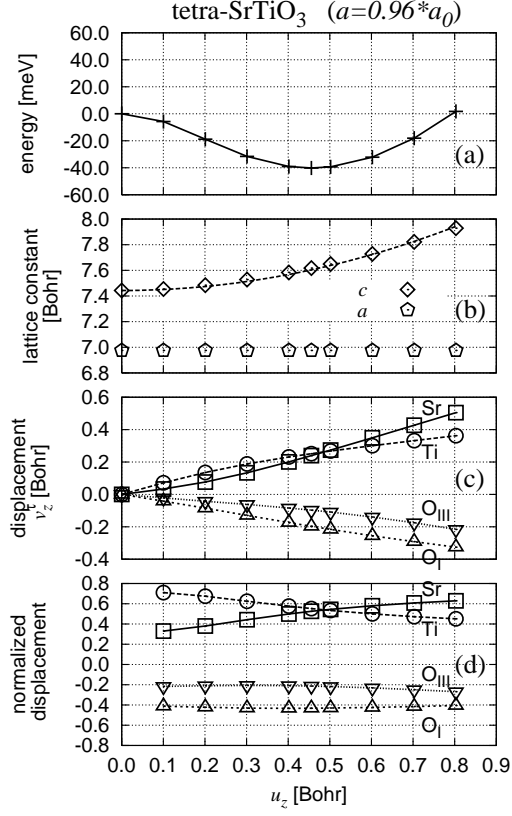 tetra-SrTiO3 (a=0.96*a0)
60.0
40.0
20.0
0.0
-20.0
-40.0
-60.0
energy [meV]
(a)
8.0
7.8
7.6
7.4
7.2
7.0
6.8
lattice constant
[Bohr]
c
a
(b)
0.6
0.4
0.2
0.0
-0.2
-0.4
displacement
v_z^τ [Bohr]
Sr
Ti
(c)
OIII
OI
0.8
0.6
0.4
0.2
0.0
-0.2
-0.4
-0.6
-0.8
normalized
displacement
Sr
Ti
OIII
(d)
OI
0.0 0.1 0.2 0.3 0.4 0.5 0.6 0.7 0.8 0.9
uz [Bohr]